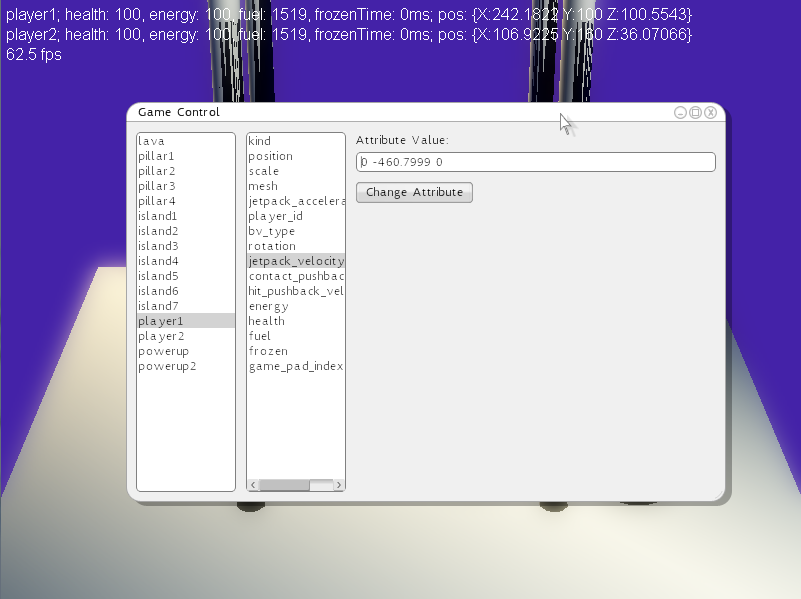 player1; health: 100, energy: 100, fuel: 1519, frozenTime: 0ms; pos: {X:242.1822 Y:100 Z:100.5543}
player2; health: 100, energy: 100, fuel: 1519, frozenTime: 0ms; pos: {X:106.9225 Y:160 Z:36.07066}
62.5 fps
Game Control
lava
pillar1
pillar2
pillar3
pillar4
island1
island2
island3
island4
island5
island6
island7
player1
player2
powerup
powerup2
kind
position
scale
mesh
jetpack_accelera
player_id
bv_type
rotation
jetpack_velocity
contact_pushbac
hit_pushback_vel
energy
health
fuel
frozen
game_pad_index
Attribute Value:
0 -460.7999 0
Change Attribute